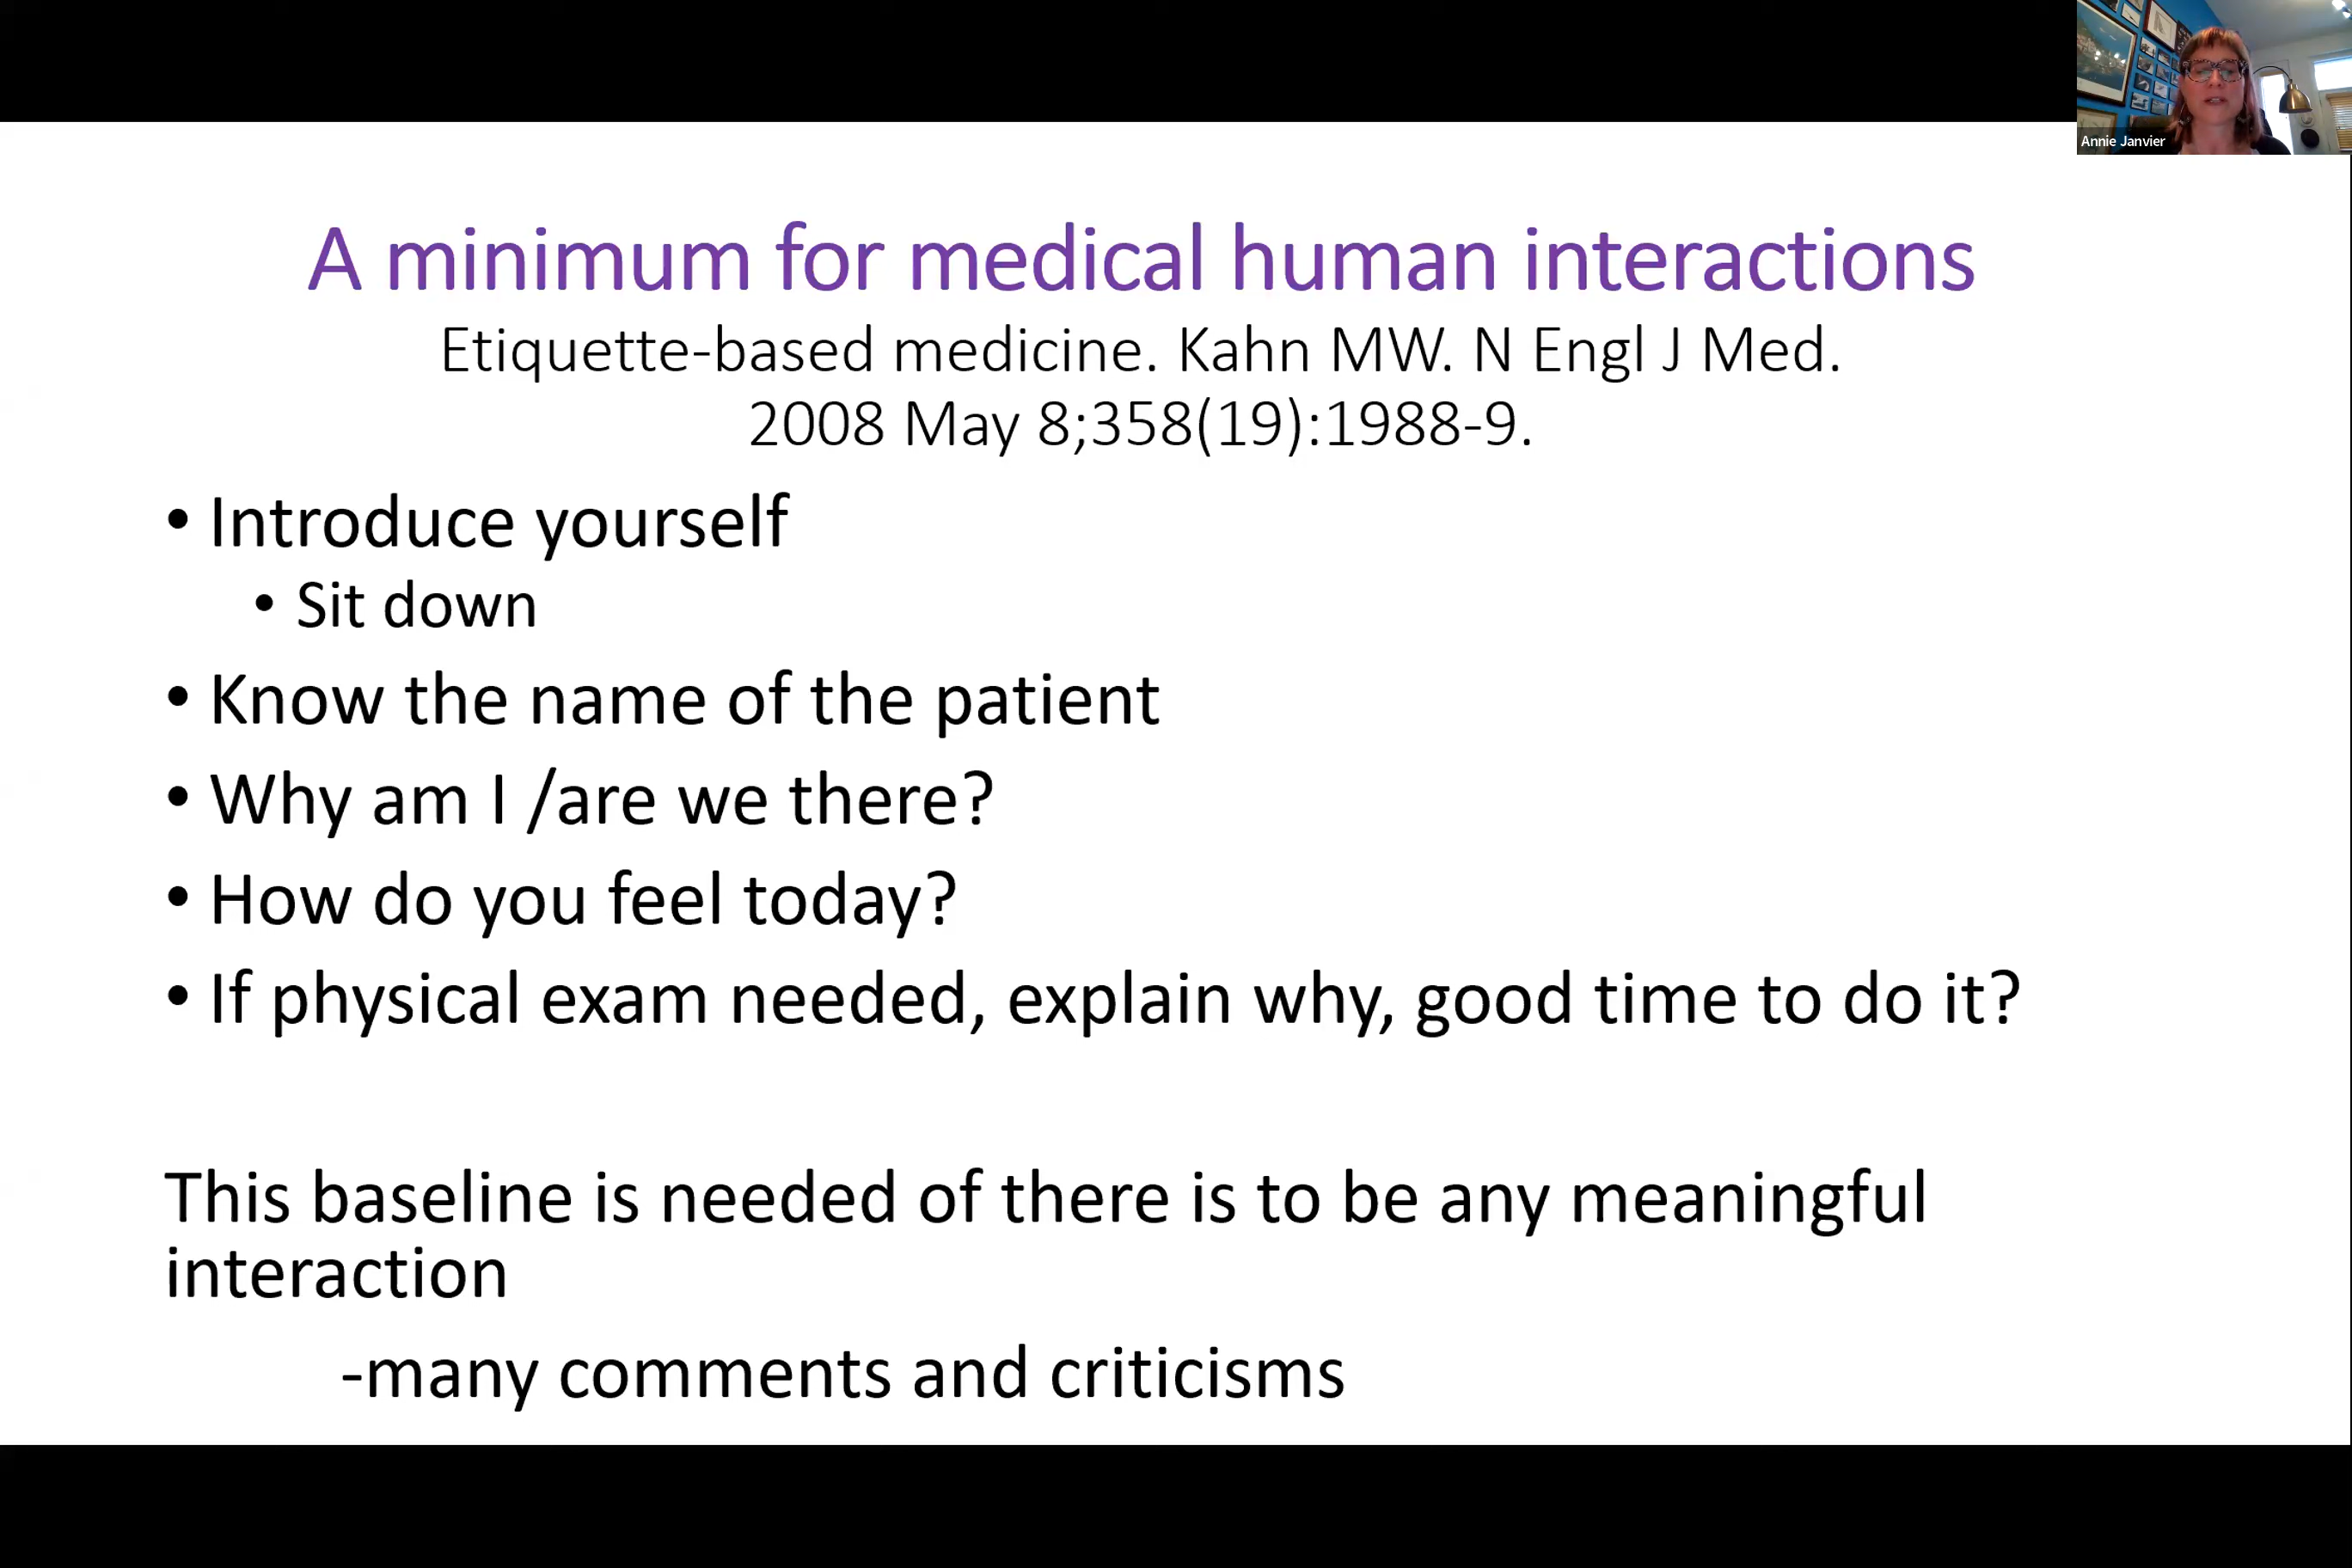 Annie Janvier
A minimum for medical human interactions
Etiquette-based medicine. Kahn MW. N Engl J Med.
2008 May 8;358(19):1988-9.
• Introduce yourself
• Sit down
• Know the name of the patient
• Why am I /are we there?
• How do you feel today?
• If physical exam needed, explain why, good time to do it?
This baseline is needed of there is to be any meaningful
interaction
-many comments and criticisms